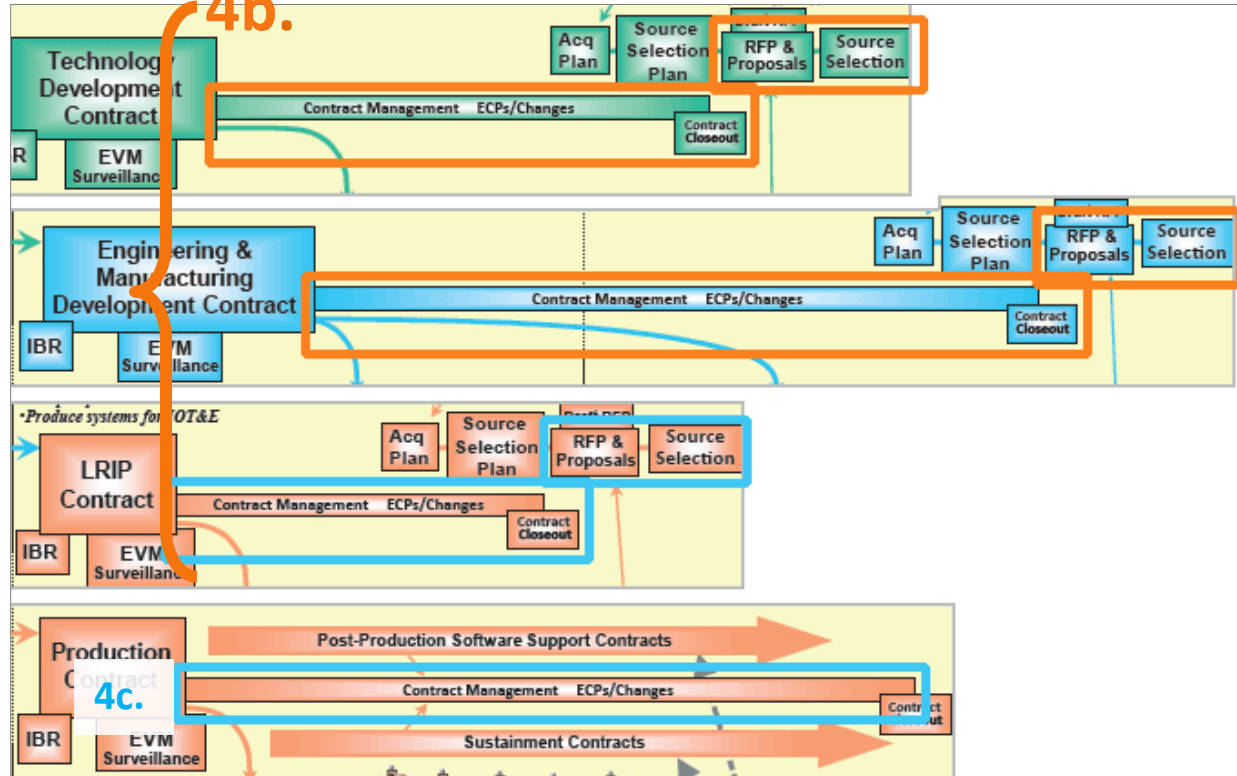 4b.
Technology
Development
Contract
Acq
Plan
Source
Selection
Plan
RFP &
Proposals
Source
Selection
Contract Management ECPs/Changes
Contract
Closeout
R
EVM
Surveillance
Engineering &
Manufacturing
Development Contract
Acq
Plan
Source
Selection
Plan
RFP &
Proposals
Source
Selection
Contract Management ECPs/Changes
Contract
Closeout
IBR
EVM
Surveillance
•Produce systems for IOT&E
LRIP
Contract
Acq
Plan
Source
Selection
Plan
Draft RFP
RFP &
Proposals
Source
Selection
Contract Management ECPs/Changes
Contract
Closeout
IBR
EVM
Surveillance
Production
Contract
4c.
Post-Production Software Support Contracts
Contract Management ECPs/Changes
Contract
Closeout
Sustainment Contracts
IBR
EVM
Surveillance